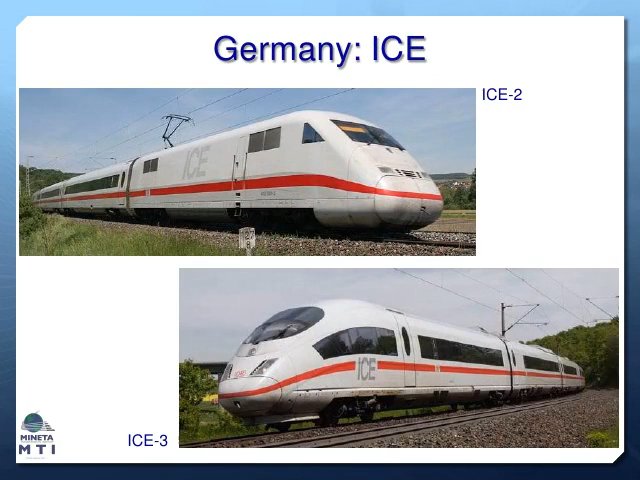 Germany: ICE
ICE-2
ICE
ICE
ICE-3
MINETA
MTI